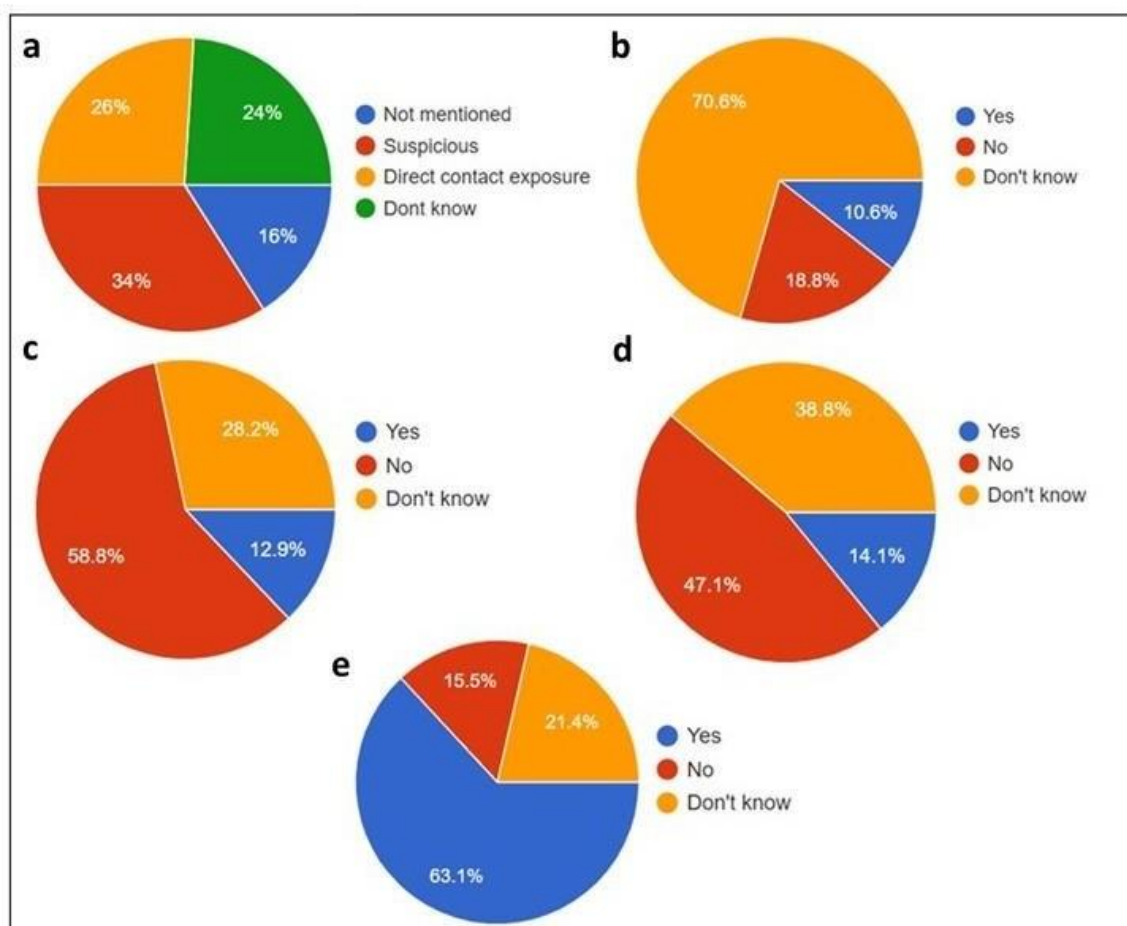 a
26%
24%
34%
16%
Not mentioned
Suspicious
Direct contact exposure
Dont know
b
70.6%
10.6%
18.8%
Yes
No
Don't know
c
28.2%
58.8%
12.9%
Yes
No
Don't know
d
38.8%
47.1%
14.1%
Yes
No
Don't know
e
15.5%
21.4%
63.1%
Yes
No
Don't know